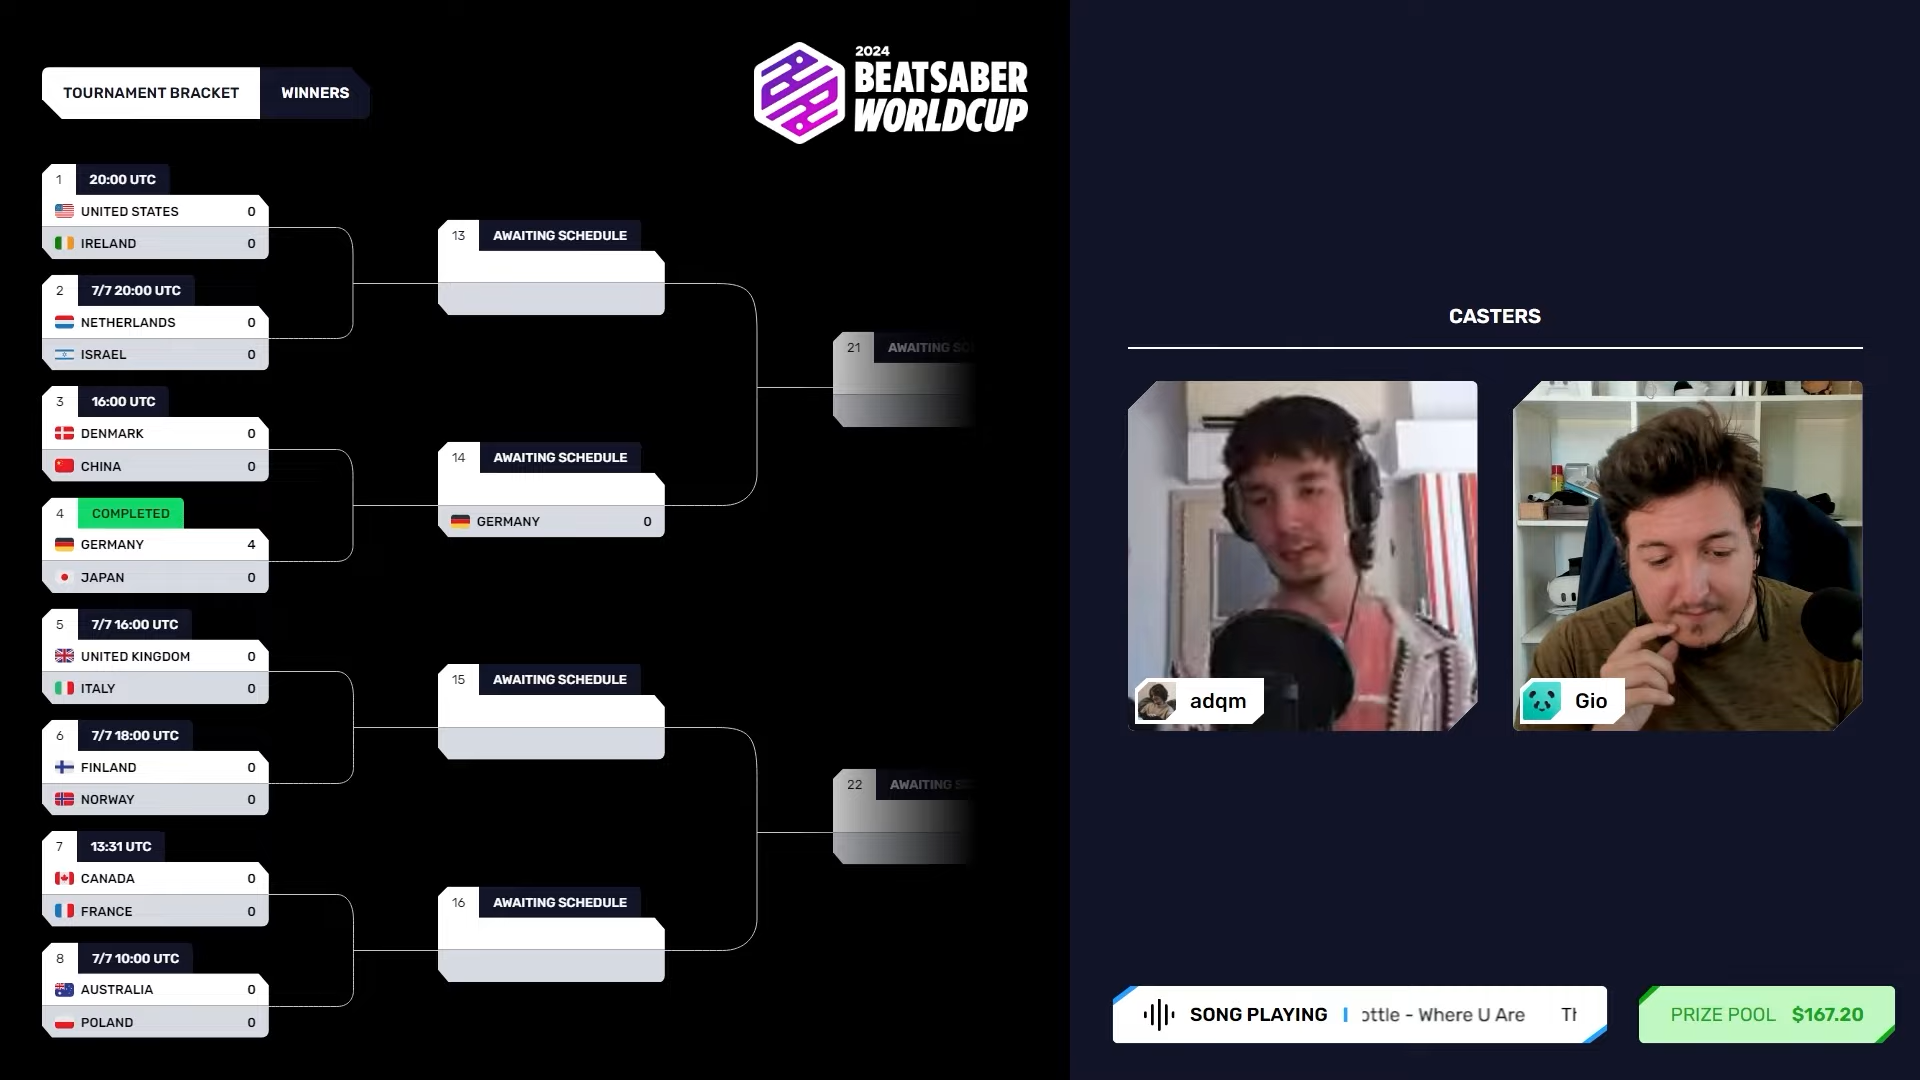 TOURNAMENT BRACKET WINNERS
2024
BEATSABER
WORLDCUP
1 20:00 UTC
UNITED STATES 0
IRELAND 0
2 7/7 20:00 UTC
NETHERLANDS 0
ISRAEL 0
3 16:00 UTC
DENMARK 0
CHINA 0
4 COMPLETED
GERMANY 4
JAPAN 0
5 7/7 16:00 UTC
UNITED KINGDOM 0
ITALY 0
6 7/7 18:00 UTC
FINLAND 0
NORWAY 0
7 13:31 UTC
CANADA 0
FRANCE 0
8 7/7 10:00 UTC
AUSTRALIA 0
POLAND 0
13 AWAITING SCHEDULE
14 AWAITING SCHEDULE
GERMANY 0
15 AWAITING SCHEDULE
16 AWAITING SCHEDULE
21 AWAITING
22 AWAITING
CASTERS
adqm
Gio
SONG PLAYING ottle - Where U Are
PRIZE POOL $167.20